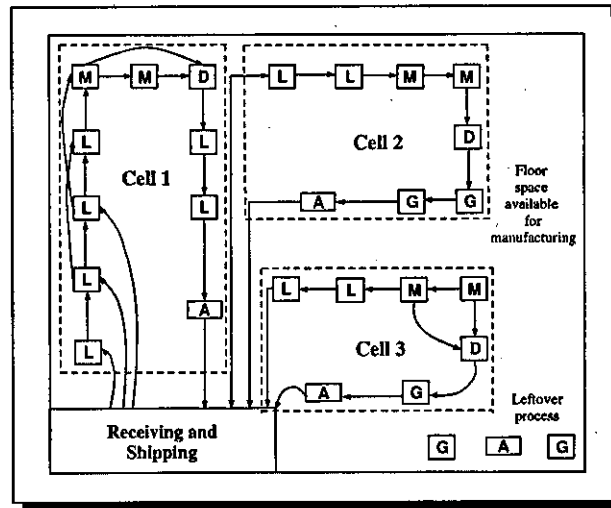 M M D L L M M
L L D
Cell 1 Cell 2
L L A G G
L A L L M M
Cell 3 D
L A G
Floor
space
available
for
manufacturing
Leftover
process
Receiving and
Shipping
G A G